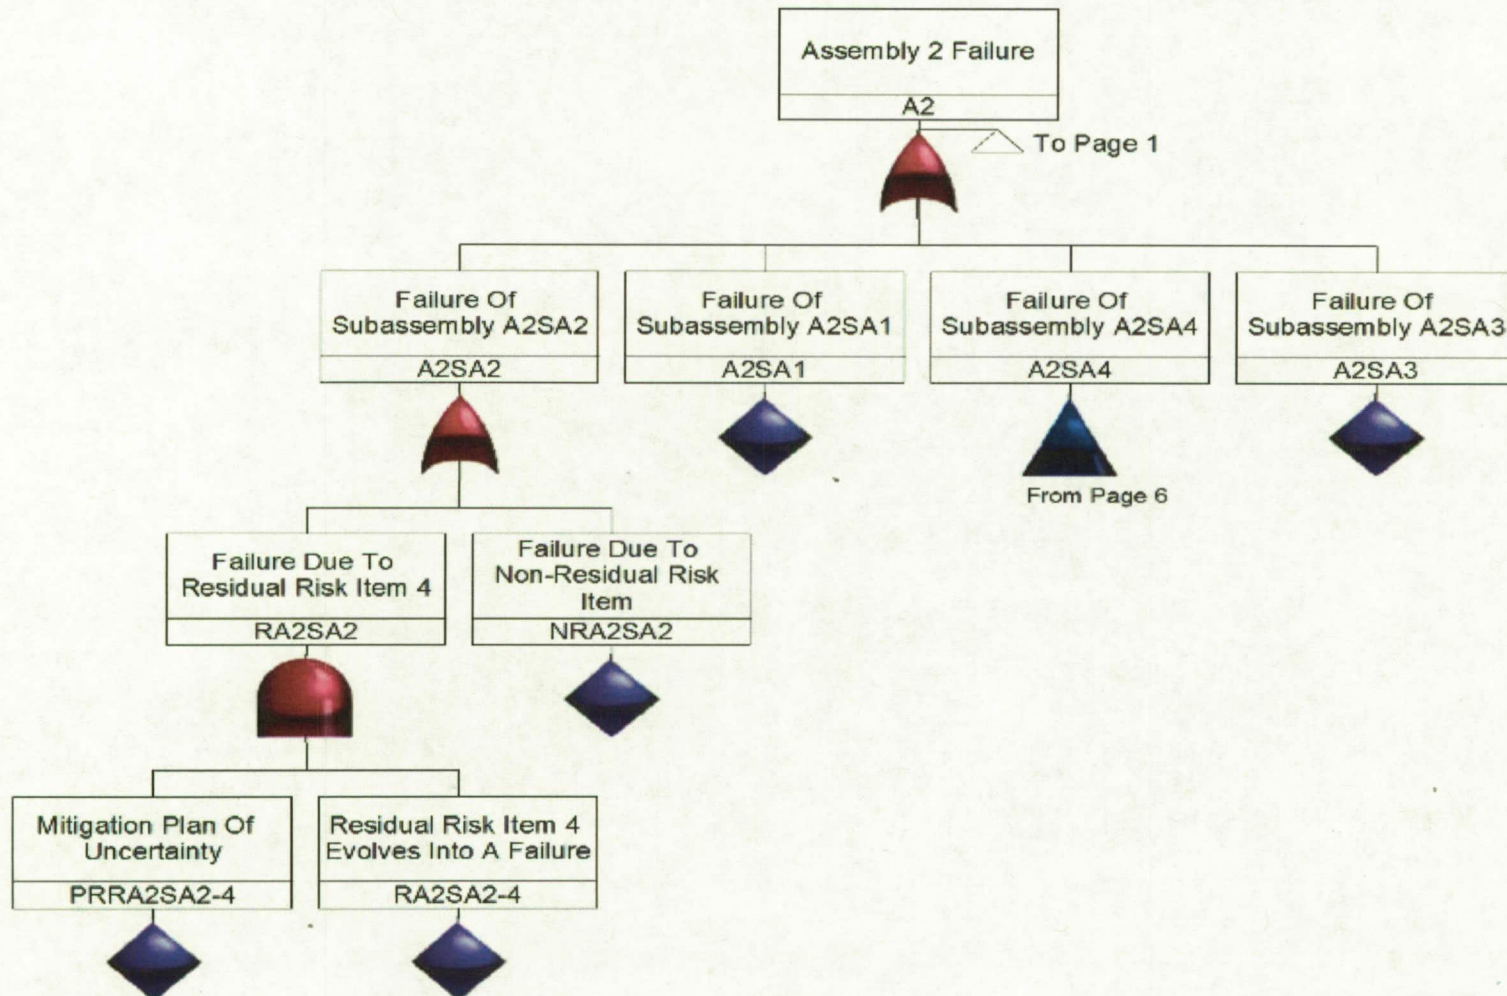 Assembly 2 Failure
A2
To Page 1
Failure Of
Subassembly A2SA2
A2SA2
Failure Of
Subassembly A2SA1
A2SA1
Failure Of
Subassembly A2SA4
A2SA4
From Page 6
Failure Of
Subassembly A2SA3
A2SA3
Failure Due To
Residual Risk Item 4
RA2SA2
Failure Due To
Non-Residual Risk
Item
NRA2SA2
Mitigation Plan Of
Uncertainty
PRRA2SA2-4
Residual Risk Item 4
Evolves Into A Failure
RA2SA2-4